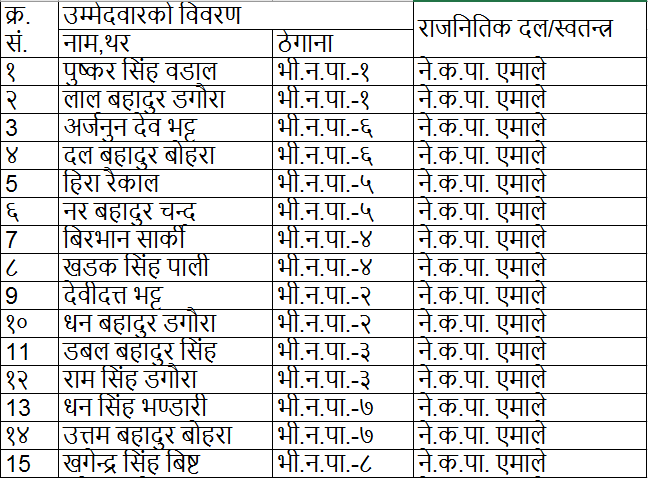 क्र. उम्मेदवारको विवरण राजनितिक दल/स्वतन्त्र
सं. नाम,थर ठेगाना
१ पुष्कर सिंह वडाल भी.न.पा.-१ ने.क.पा. एमाले
२ लाल बहादुर डगौरा भी.न.पा.-१ ने.क.पा. एमाले
3 अर्जनुन देव भट्ट भी.न.पा.-६ ने.क.पा. एमाले
४ दल बहादुर बोहरा भी.न.पा.-६ ने.क.पा. एमाले
5 हिरा रैकाल भी.न.पा.-५ ने.क.पा. एमाले
६ नर बहादुर चन्द भी.न.पा.-५ ने.क.पा. एमाले
7 बिरभान सार्की भी.न.पा.-४ ने.क.पा. एमाले
८ खडक सिंह पाली भी.न.पा.-४ ने.क.पा. एमाले
9 देवीदत्त भट्ट भी.न.पा.-२ ने.क.पा. एमाले
१० धन बहादुर डगौरा भी.न.पा.-२ ने.क.पा. एमाले
11 डबल बहादुर सिंह भी.न.पा.-३ ने.क.पा. एमाले
१२ राम सिंह डगौरा भी.न.पा.-३ ने.क.पा. एमाले
13 धन सिंह भण्डारी भी.न.पा.-७ ने.क.पा. एमाले
१४ उत्तम बहादुर बोहरा भी.न.पा.-७ ने.क.पा. एमाले
15 खगेन्द्र सिंह बिष्ट भी.न.पा.-८ ने.क.पा. एमाले